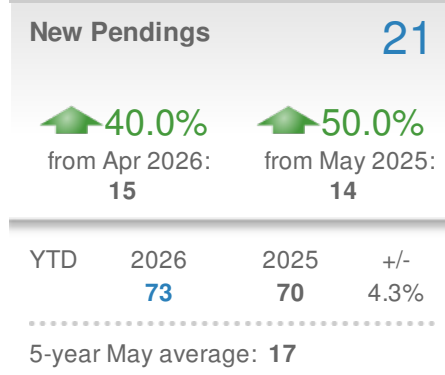 New Pendings 21
40.0% 50.0%
from Apr 2026: from May 2025:
15 14
YTD 2026 2025 +/-
73 70 4.3%
5-year May average: 17